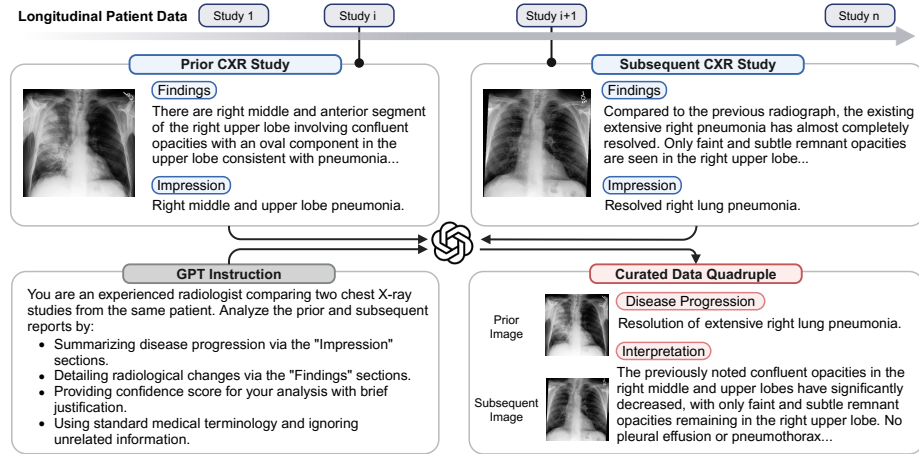 Longitudinal Patient Data
Study 1
Study i
Study i+1
Study n
Prior CXR Study
Findings
There are right middle and anterior segment
of the right upper lobe involving confluent
opacities with an oval component in the
upper lobe consistent with pneumonia...
Impression
Right middle and upper lobe pneumonia.
Subsequent CXR Study
Findings
Compared to the previous radiograph, the existing
extensive right pneumonia has almost completely
resolved. Only faint and subtle remnant opacities
are seen in the right upper lobe...
Impression
Resolved right lung pneumonia.
GPT Instruction
You are an experienced radiologist comparing two chest X-ray
studies from the same patient. Analyze the prior and subsequent
reports by:
• Summarizing disease progression via the "Impression"
sections.
• Detailing radiological changes via the "Findings" sections.
• Providing confidence score for your analysis with brief
justification.
• Using standard medical terminology and ignoring
unrelated information.
Curated Data Quadruple
Prior
Image
Subsequent
Image
Disease Progression
Resolution of extensive right lung pneumonia.
Interpretation
The previously noted confluent opacities in the
right middle and upper lobes have significantly
decreased, with only faint and subtle remnant
opacities remaining in the right upper lobe. No
pleural effusion or pneumothorax...